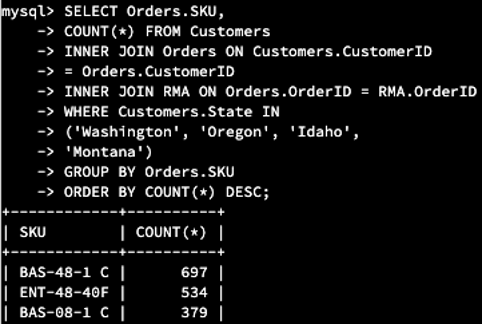 mysql> SELECT Orders.SKU,
    -> COUNT(*) FROM Customers
    -> INNER JOIN Orders ON Customers.CustomerID
    -> = Orders.CustomerID
    -> INNER JOIN RMA ON Orders.OrderID = RMA.OrderID
    -> WHERE Customers.State IN
    -> ('Washington', 'Oregon', 'Idaho',
    -> 'Montana')
    -> GROUP BY Orders.SKU
    -> ORDER BY COUNT(*) DESC;
+------------+----------+
| SKU        | COUNT(*) |
+------------+----------+
| BAS-48-1 C |      697 |
| ENT-48-40F |      534 |
| BAS-08-1 C |      379 |